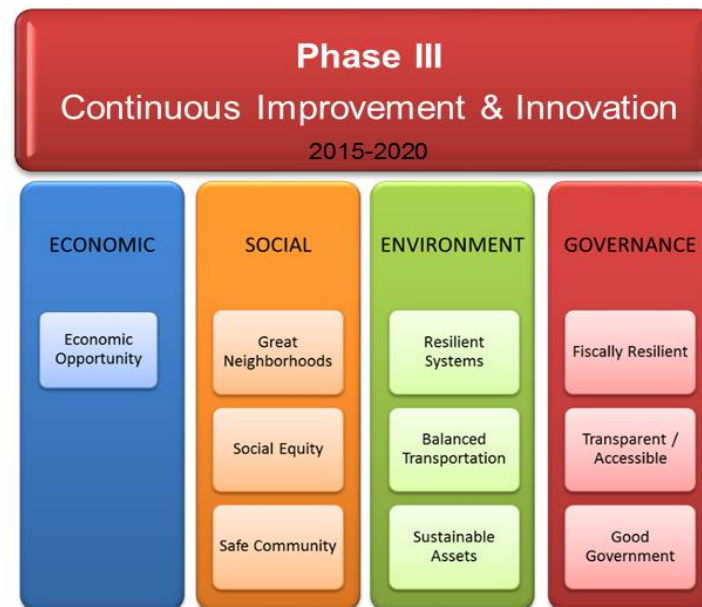 Phase III
Continuous Improvement & Innovation
2015-2020
ECONOMIC
Economic
Opportunity
SOCIAL
Great
Neighborhoods
Social Equity
Safe Community
ENVIRONMENT
Resilient
Systems
Balanced
Transportation
Sustainable
Assets
GOVERNANCE
Fiscally Resilient
Transparent /
Accessible
Good
Government